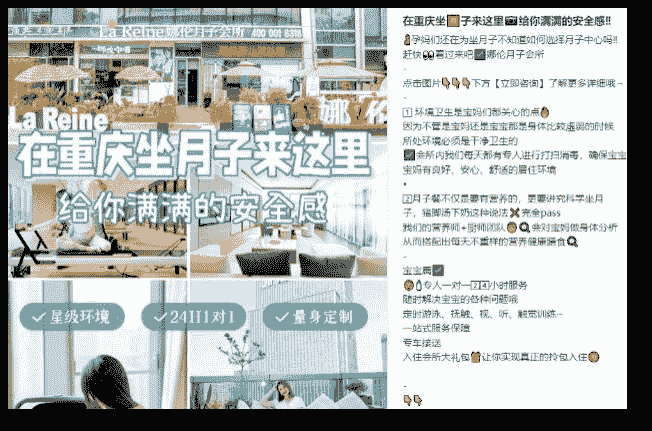 La Reine 娜伦月子会所 400 001 8318
La Reine
娜伦
在重庆坐月子来这里
给你满满的安全感
✓星级环境
✓24H1对1
✓量身定制
在重庆坐🈷️子来这里☎️给你满满的安全感‼️
孕妈们还在为坐月子不知道如何选择月子中心吗‼️
赶快👀看过来吧↙️娜伦月子会所
-
点击图片👇👇👇下方【立即咨询】了解更多详细哦~
-
1️⃣ 环境卫生是宝妈们都关心的点
因为不管是宝妈还是宝宝都是身体比较虚弱的时候
所处环境必须是干净卫生的
↙️会所内我们每天都有专人进行打扫消毒，确保宝宝
妈有良好、安心、舒适的居住环境
•
2️⃣月子餐不仅是要有营养的，更要讲究科学坐月
子，猪脚汤下奶这种说法✖️完全pass
我们的营养师+厨师团队🔍会对宝妈做身体分析
从而搭配出每天不重样的营养健康膳食🔍
-
宝宝篇↙️
专人一对一2️⃣4️⃣小时服务
随时解决宝宝的各种问题哦
定时游泳、抚触、视、听、触觉训练~
一站式服务保障
专车接送
入住会所大礼包让你实现真正的拎包入住
-
👇👇